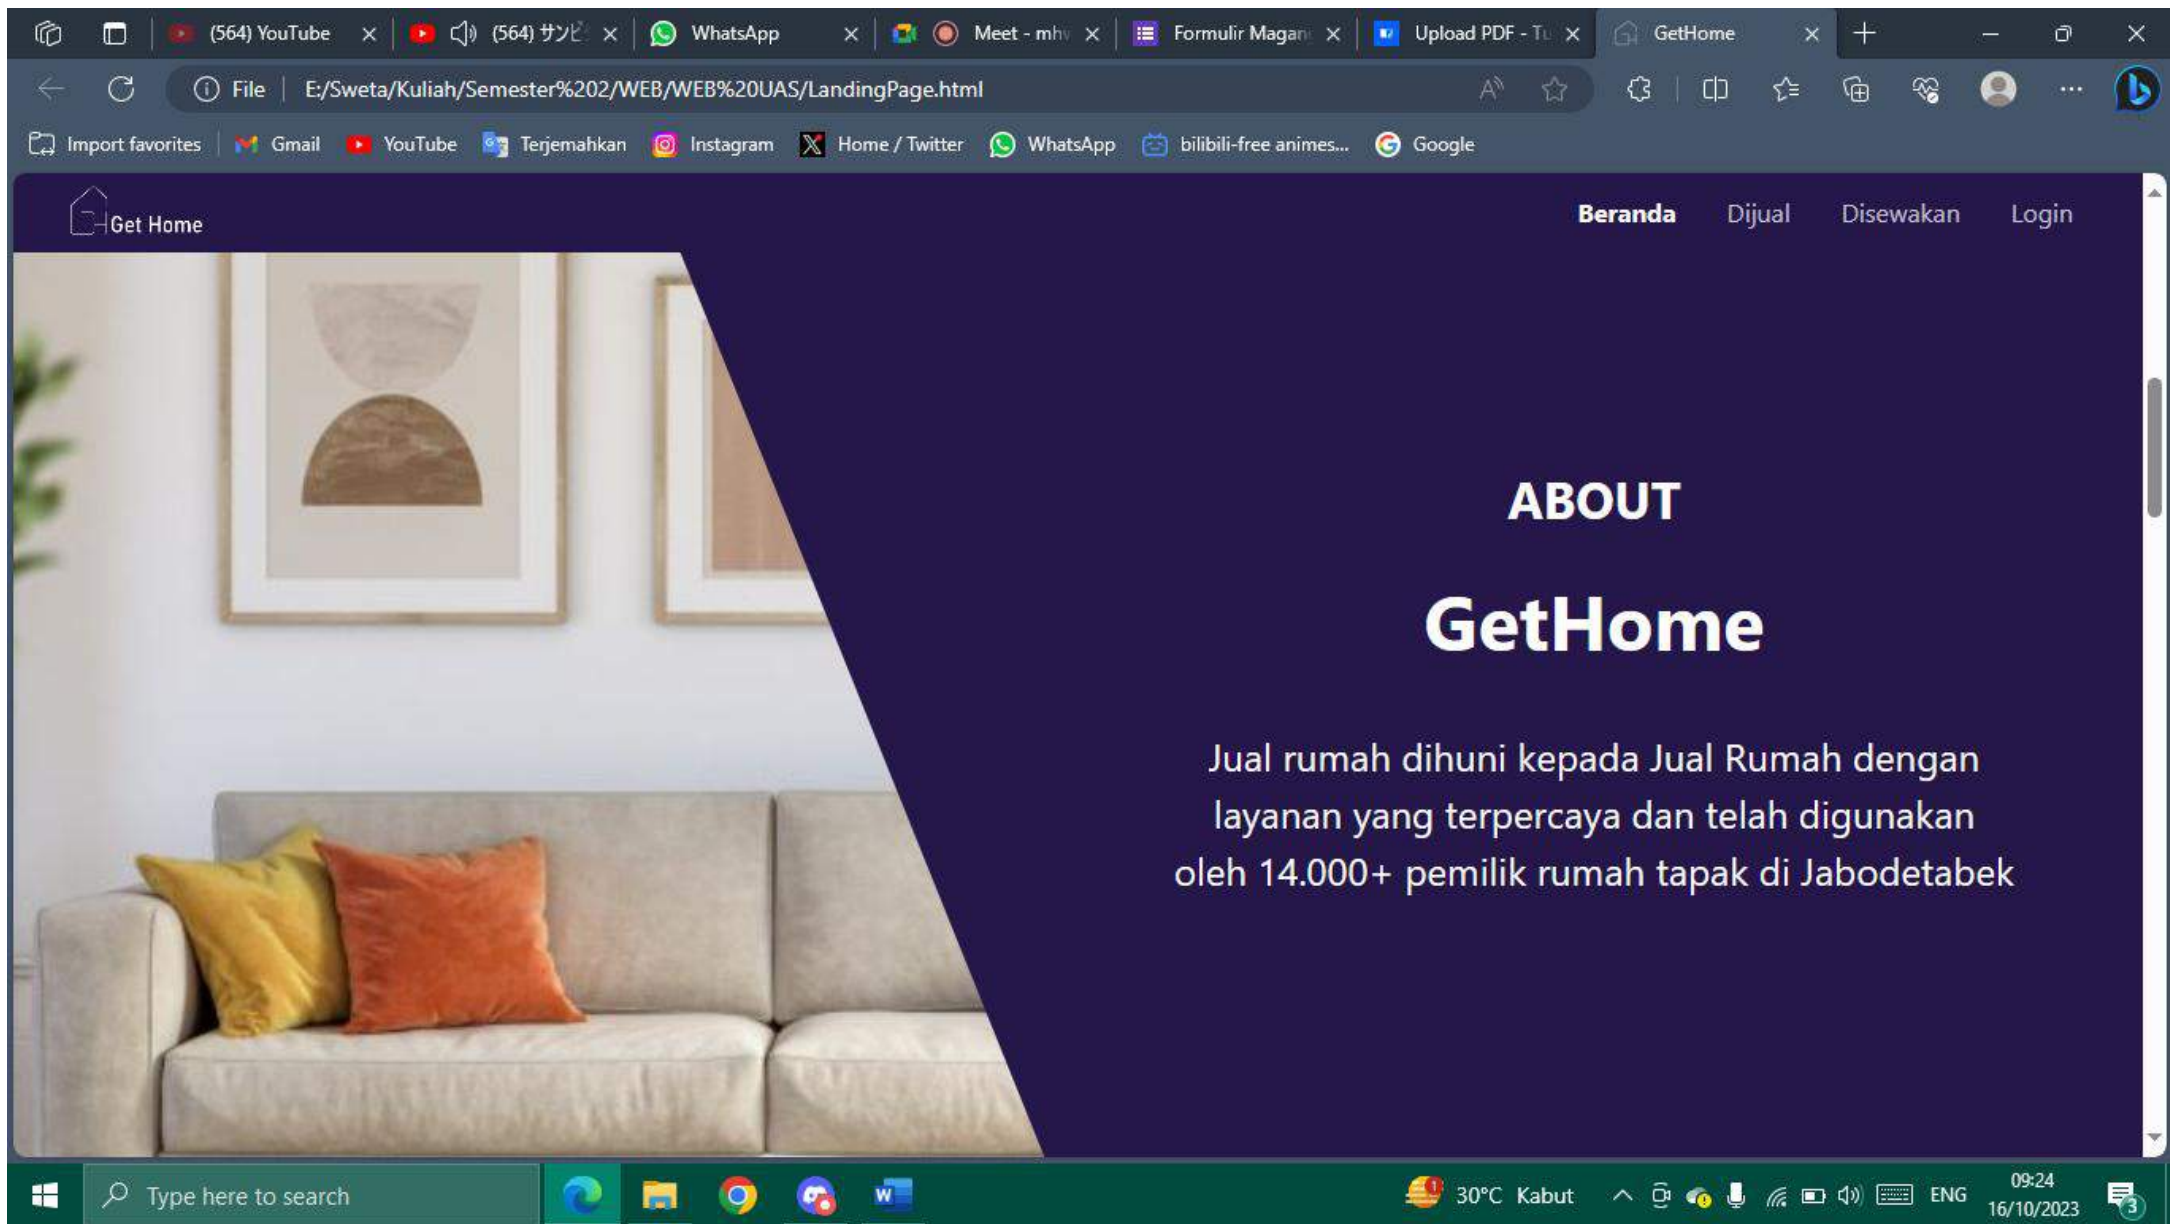 (564) YouTube
(564) サンピ
WhatsApp
Meet - mhv
Formulir Magan
Upload PDF - Tu
GetHome
File
E:/Sweta/Kuliah/Semester%202/WEB/WEB%20UAS/LandingPage.html
Import favorites
Gmail
YouTube
Terjemahkan
Instagram
Home / Twitter
WhatsApp
bilibili-free animes...
Google
Get Home
Beranda
Dijual
Disewakan
Login
ABOUT
GetHome
Jual rumah dihuni kepada Jual Rumah dengan
layanan yang terpercaya dan telah digunakan
oleh 14.000+ pemilik rumah tapak di Jabodetabek
Type here to search
1
30°C Kabut
ENG
09:24
16/10/2023
3